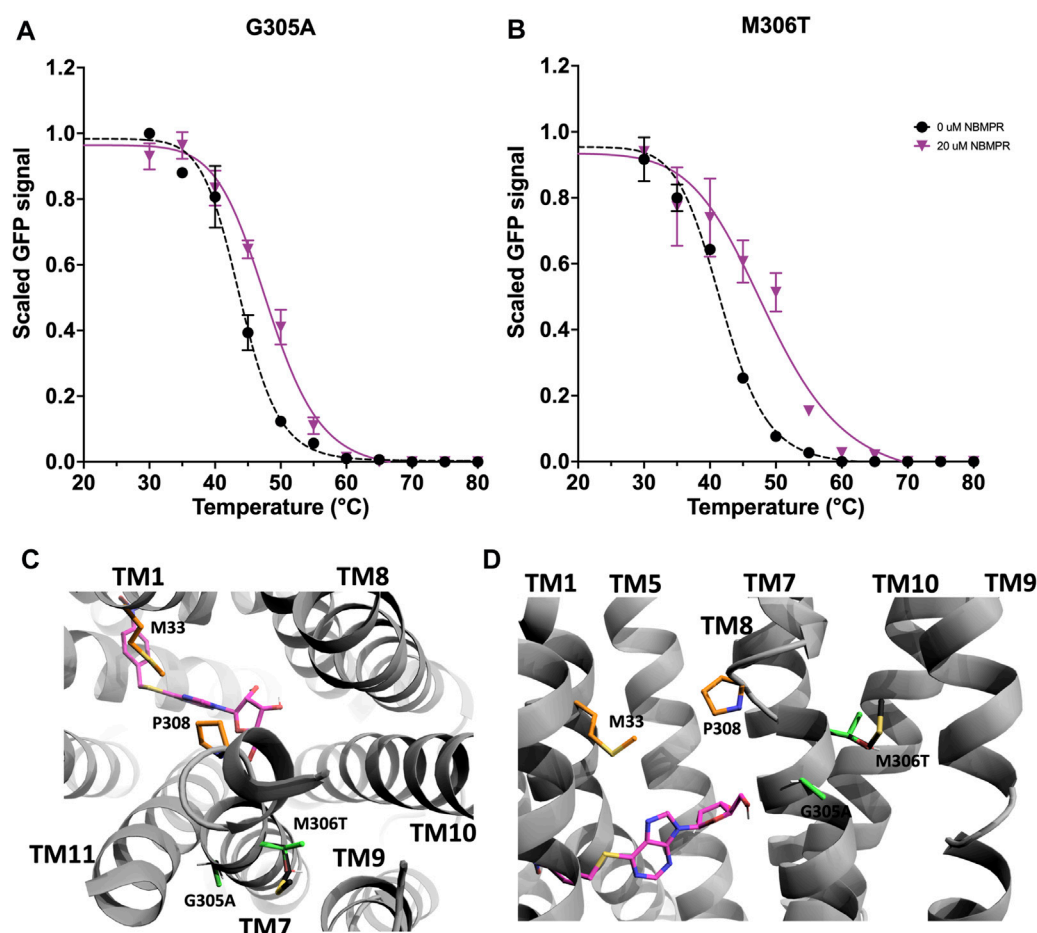 A
G305A
B
M306T
Scaled GFP signal
1.2
1.0
0.8
0.6
0.4
0.2
0.0
20 30 40 50 60 70 80
Temperature (°C)
Scaled GFP signal
1.2
1.0
0.8
0.6
0.4
0.2
0.0
20 30 40 50 60 70 80
Temperature (°C)
0 uM NBMPR
20 uM NBMPR
C
TM1
TM8
M33
P308
M306T
TM10
TM11
TM9
G305A
TM7
D
TM1
TM5
TM7
TM10
TM9
TM8
M33
P308
M306T
G305A